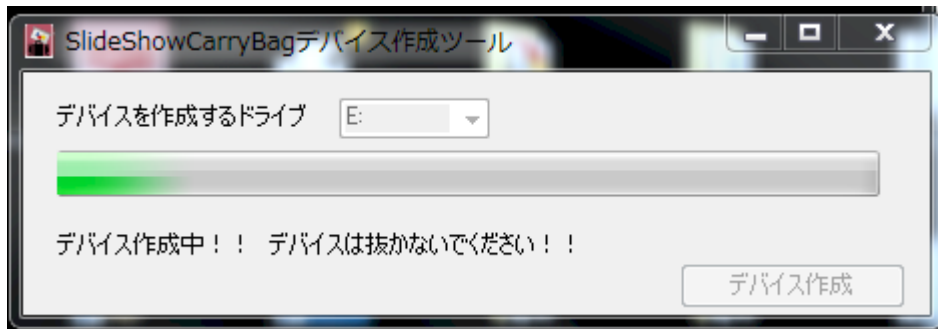 SlideShowCarryBagデバイス作成ツール
デバイスを作成するドライブ E:
デバイス作成中！！ デバイスは抜かないでください！！
デバイス作成